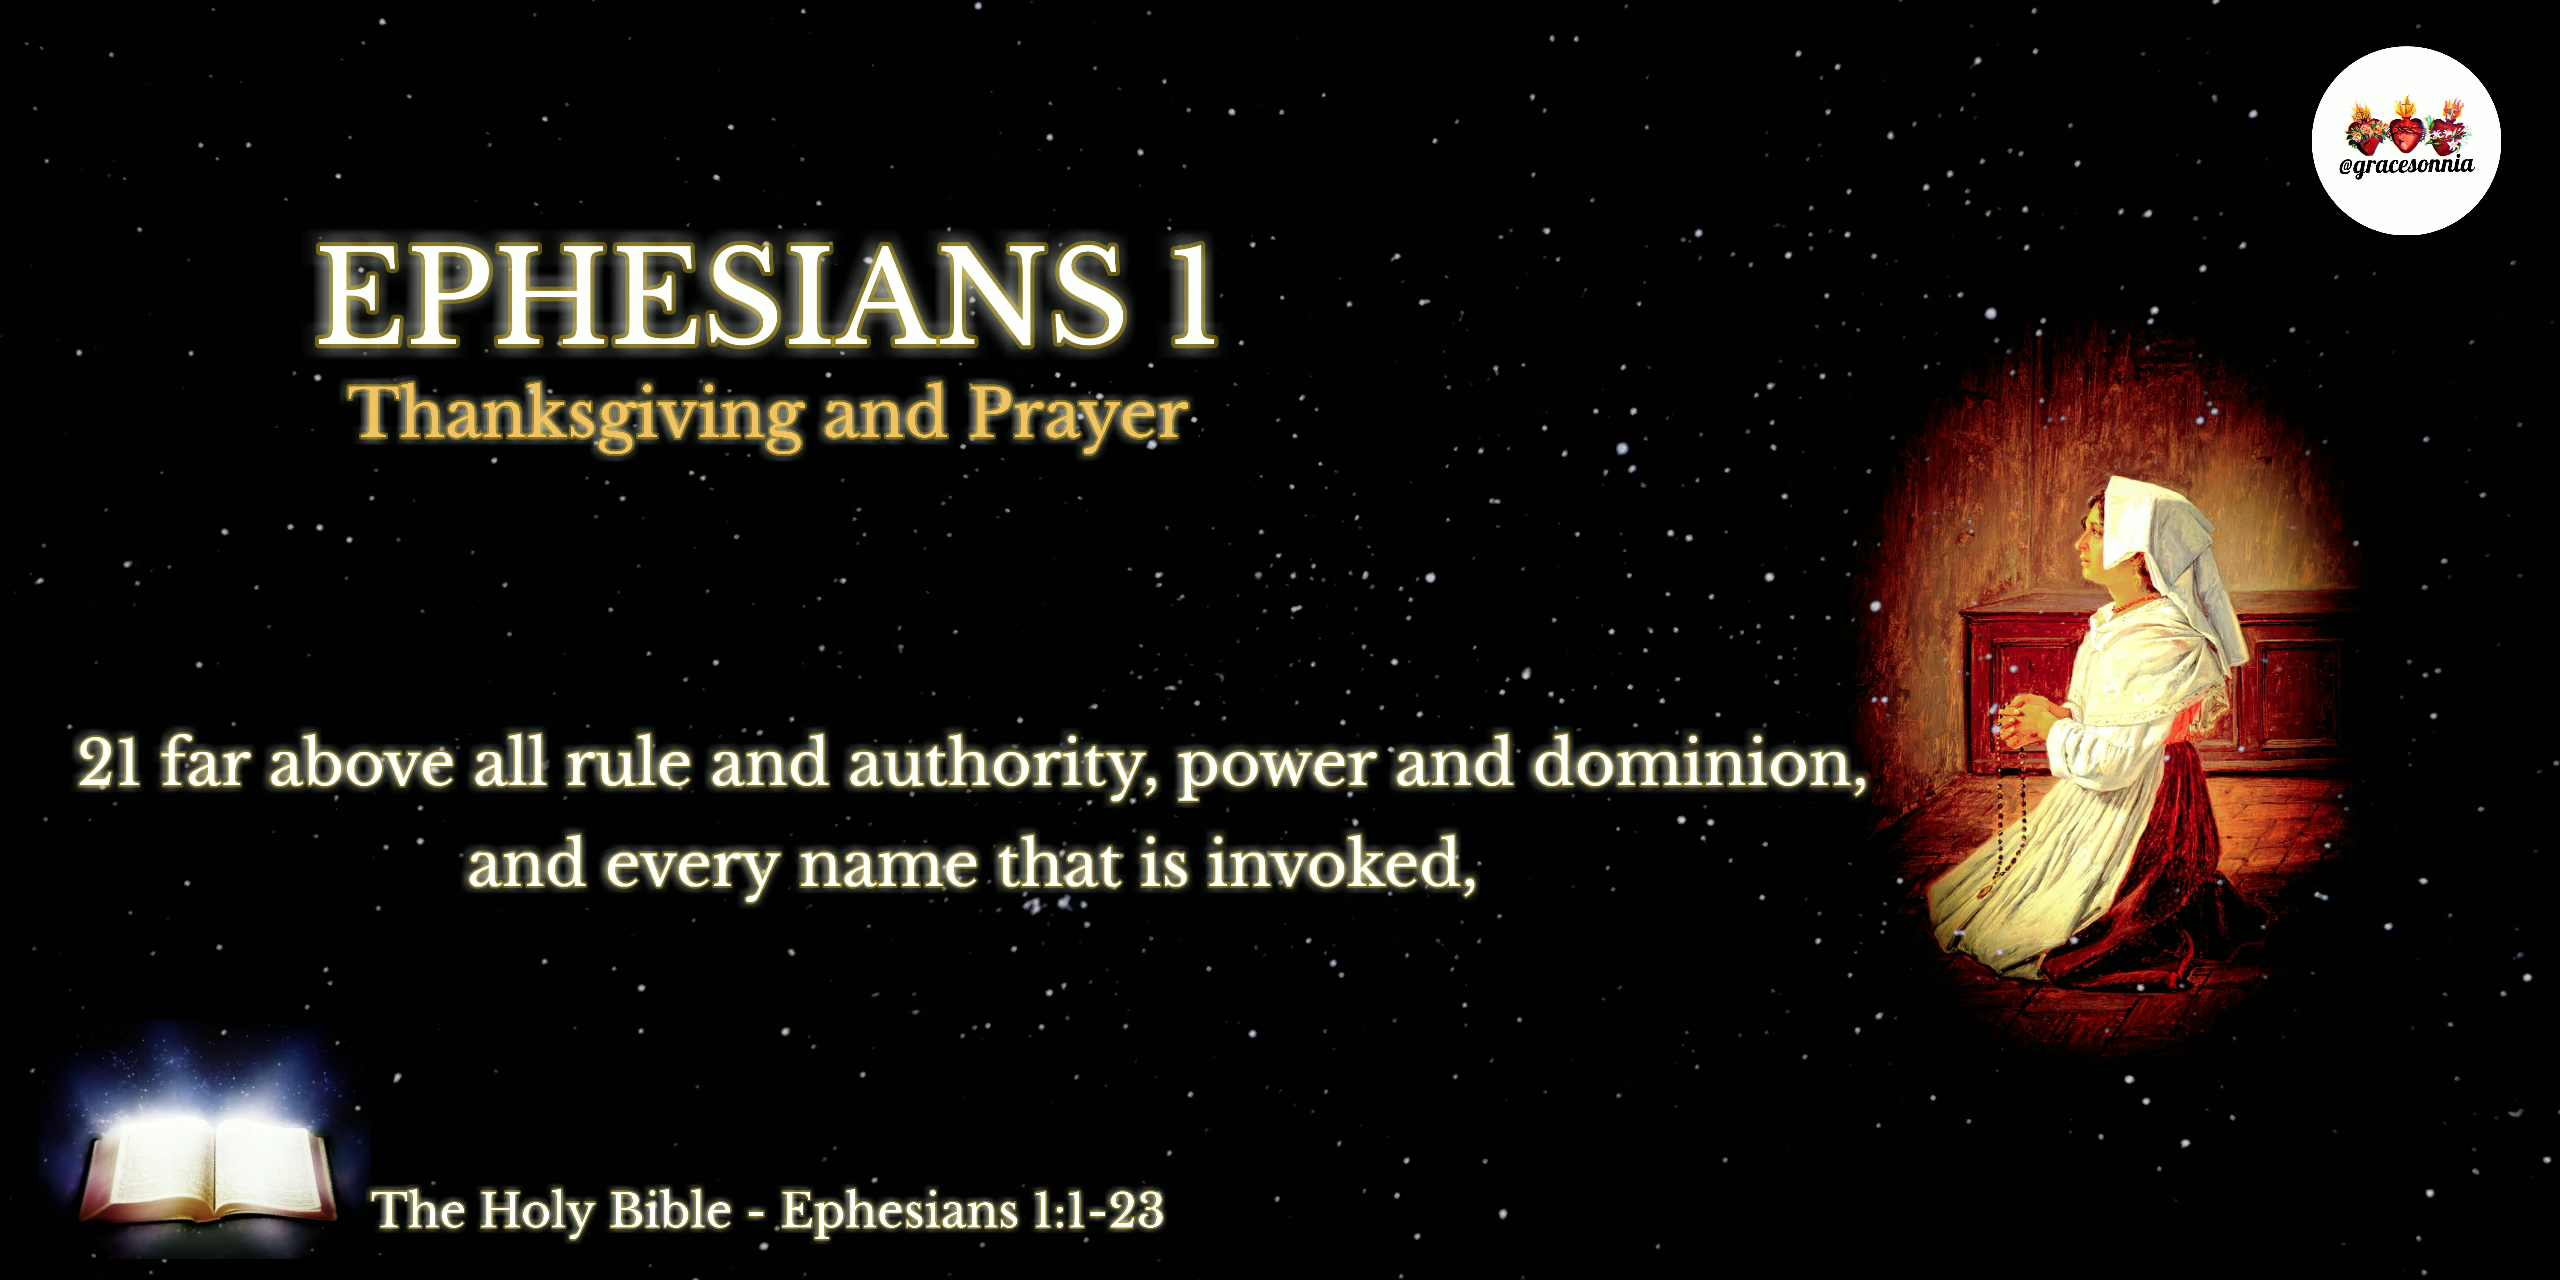 @gracesonnia
EPHESIANS 1
Thanksgiving and Prayer
21 far above all rule and authority, power and dominion,
and every name that is invoked,
The Holy Bible - Ephesians 1:1-23